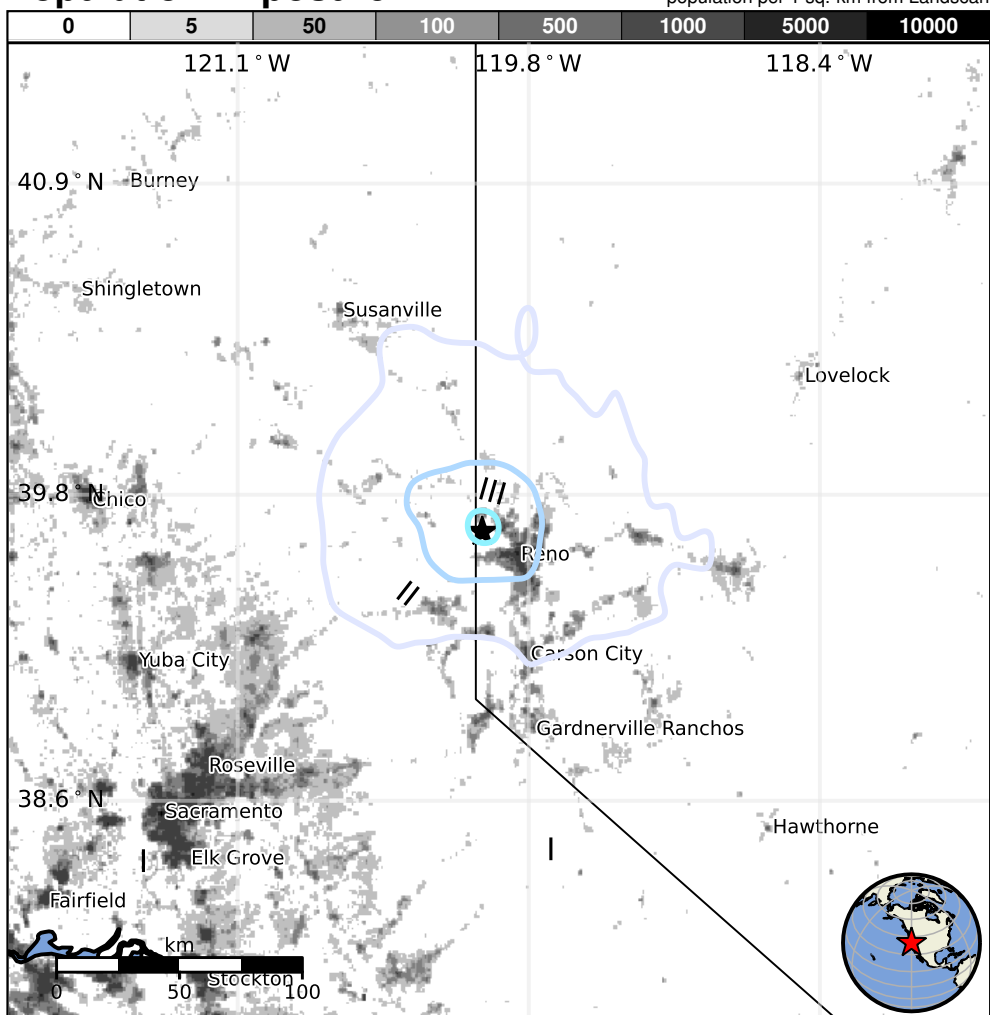 population per 1 sq. km from Landscan
0 5 50 100 500 1000 5000 10000
121.1°W 119.8°W 118.4°W
40.9°N
Burney
Shingletown
Susanville
Lovelock
39.8°N
Chico
III
Reno
II
Carson City
Yuba City
Gardnerville Ranchos
Roseville
38.6°N
Sacramento
Hawthorne
I
I
Elk Grove
Fairfield
km
Stockton
0 50 100